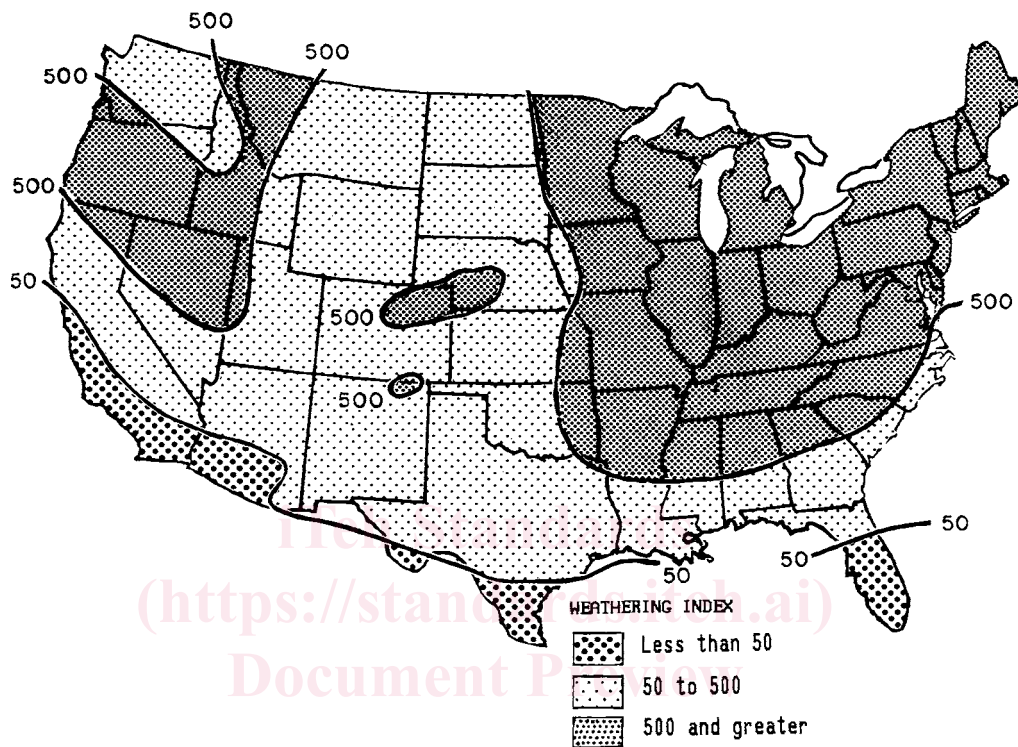 500
500
500
500
50
500
500
500
50
50
50
iTeh Standards
(https://standards.iteh.ai)
Document Preview
WEATHERING INDEX
Less than 50
50 to 500
500 and greater